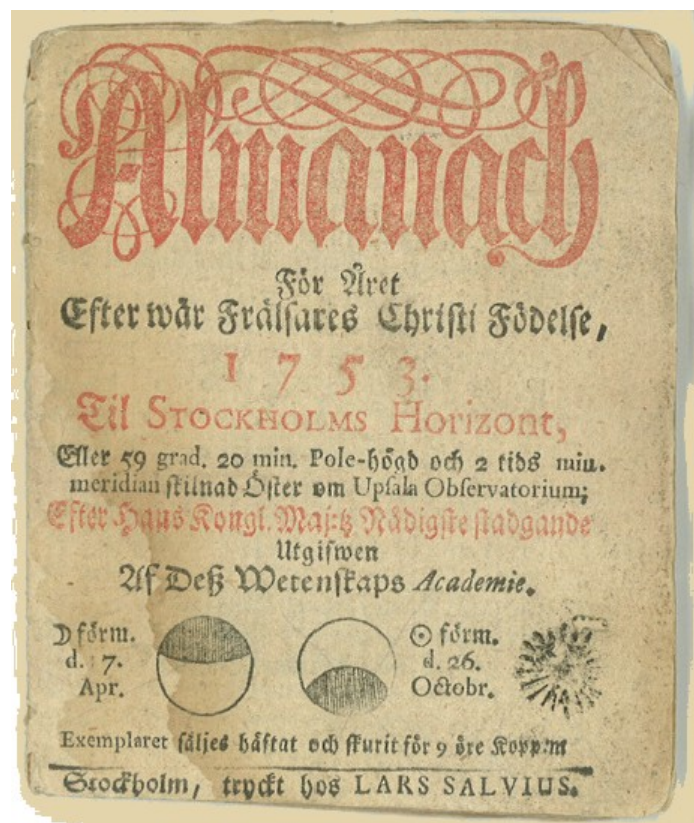 Almanach
För Året
Efter wår Frälsares Christi Födelse,
1753.
Til STOCKHOLMS Horizont,
Eller 59 grad. 20 min. Pole-högd och 2 tids min.
meridian skilnad Öster om Upsala Observatorium;
Efter Hans Kongl. Maj:tz Nådigste stadgande
Utgifwen
Af Deß Wetenskaps Academie.
☽ förm. d. 7. Apr.
☉ förm. d. 26. Octobr.
Exemplaret säljes häftat och skurit för 9 öre Kopp:m
Stockholm, tryckt hos LARS SALVIUS.